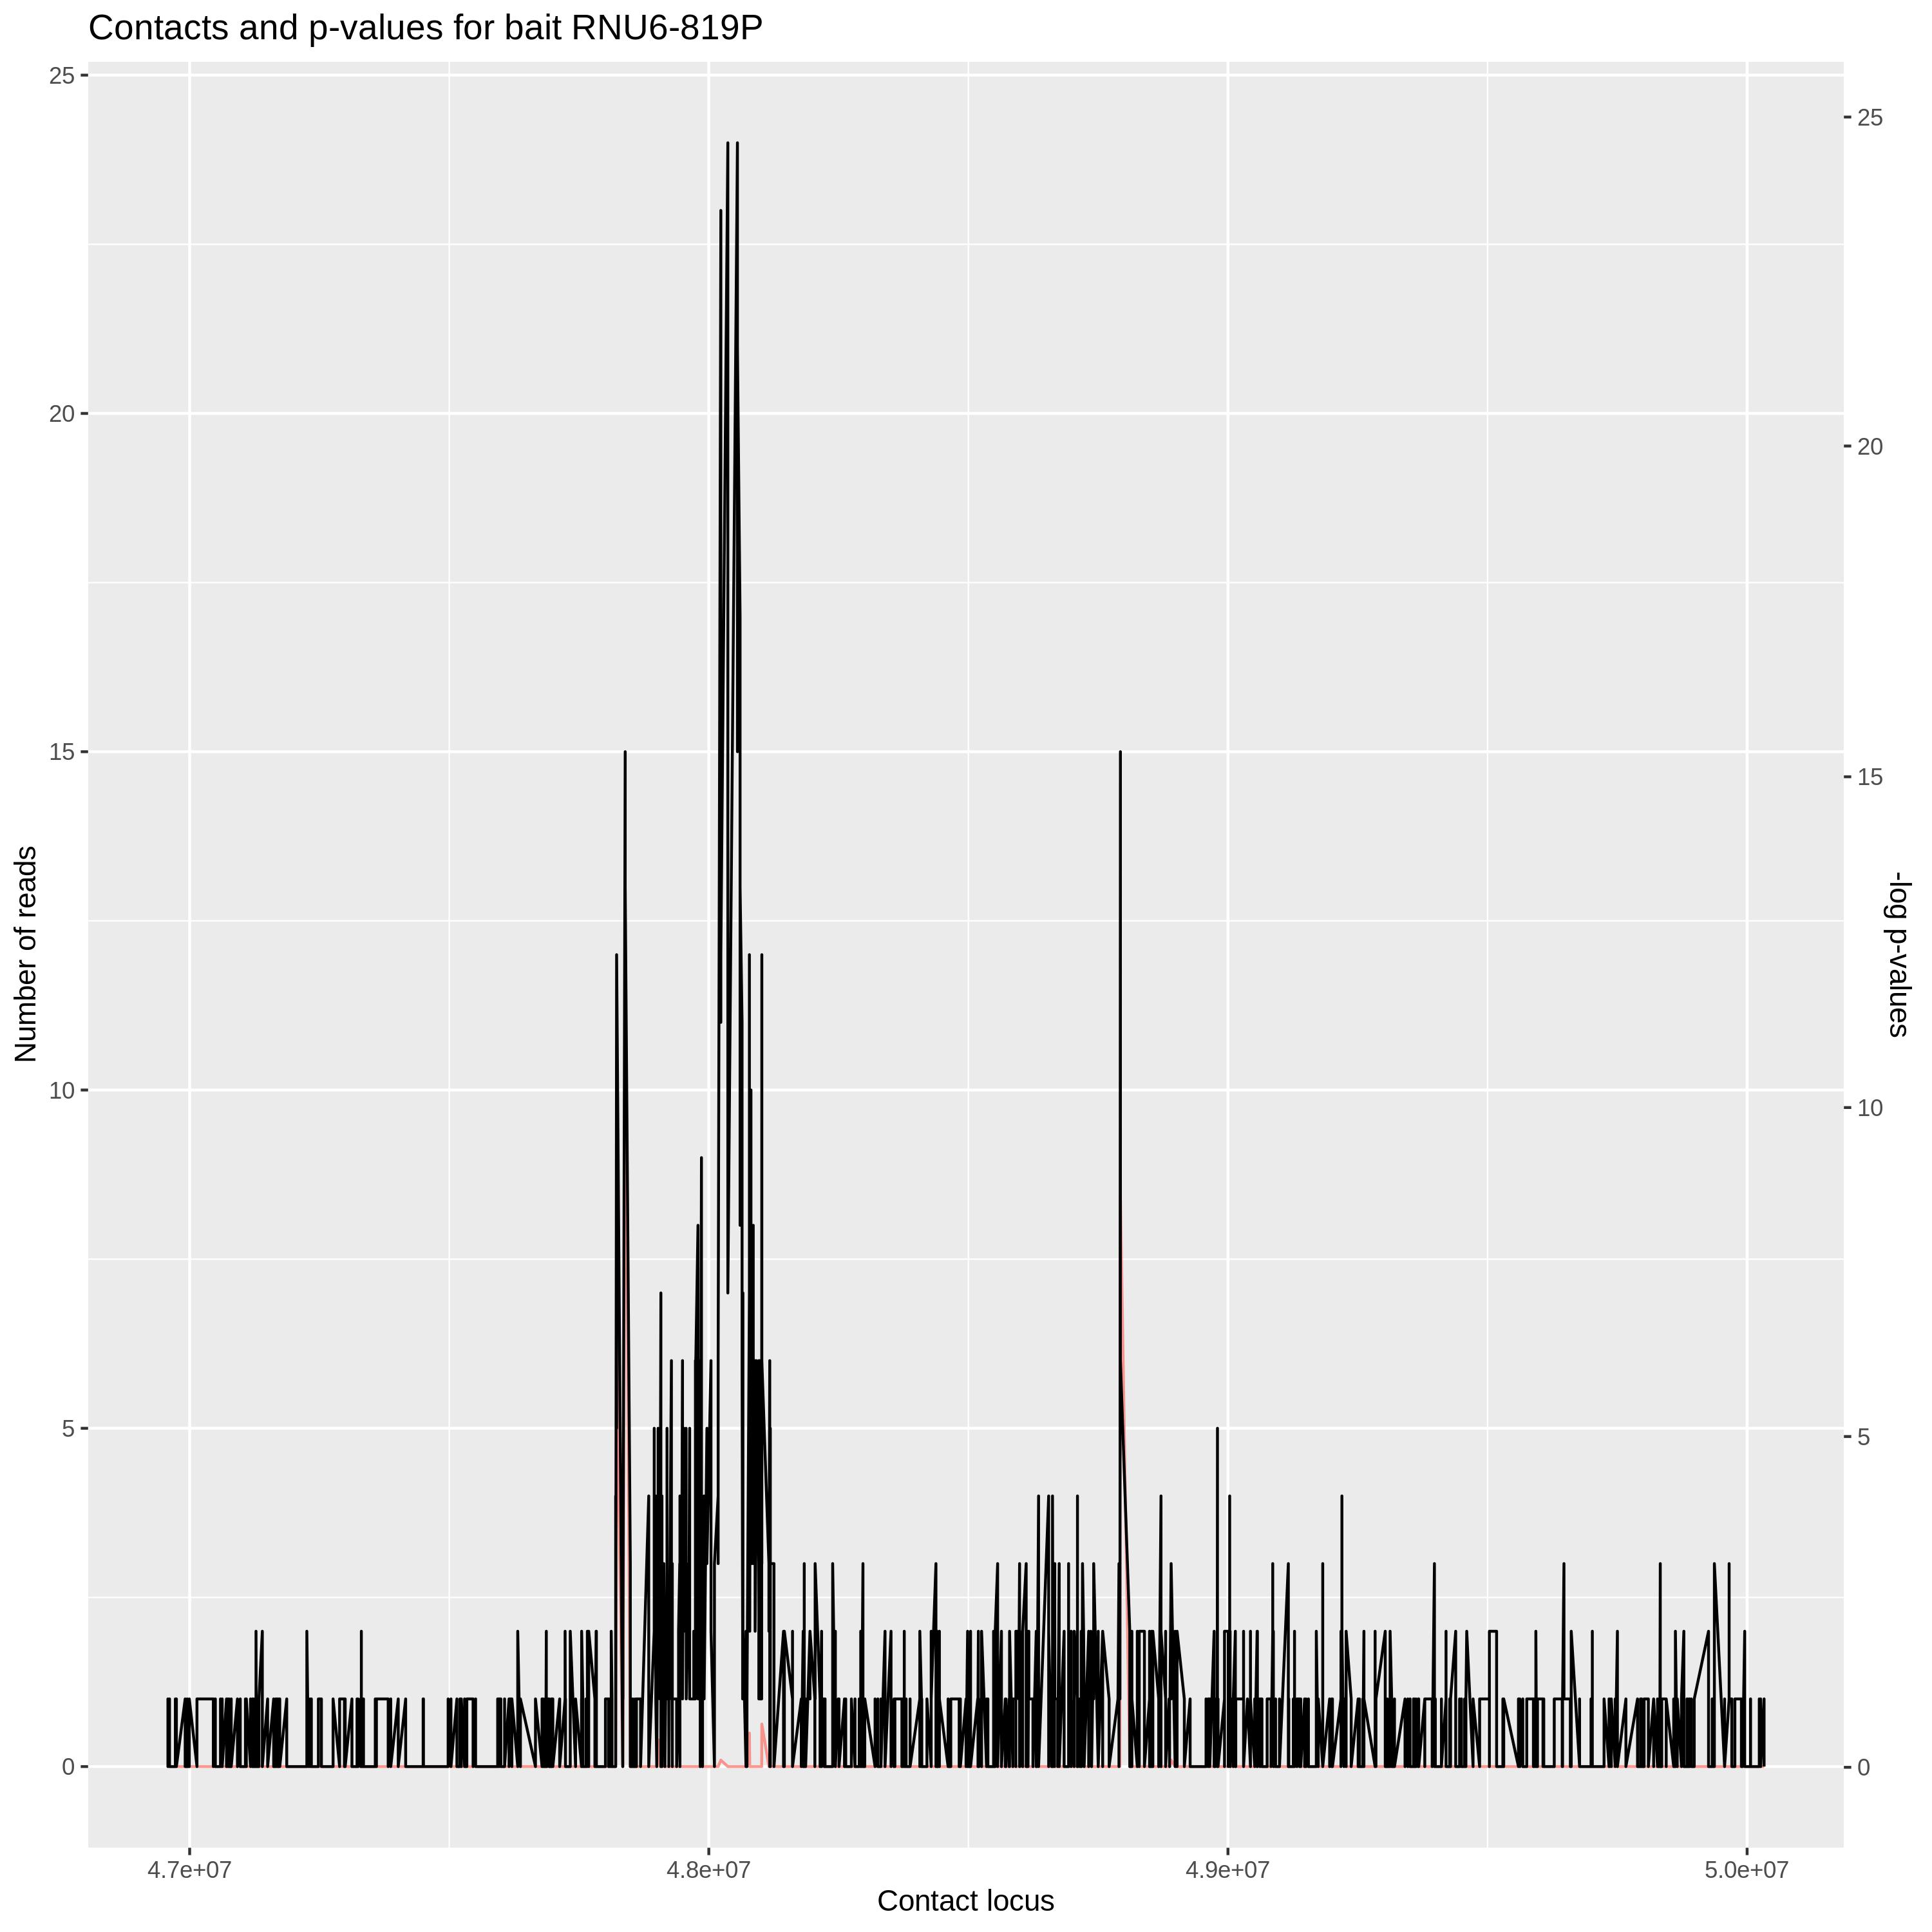 Contacts and p-values for bait RNU6-819P
25
20
15
10
5
0
Number of reads
25
20
15
10
5
0
-log p-values
4.7e+07
4.8e+07
4.9e+07
5.0e+07
Contact locus